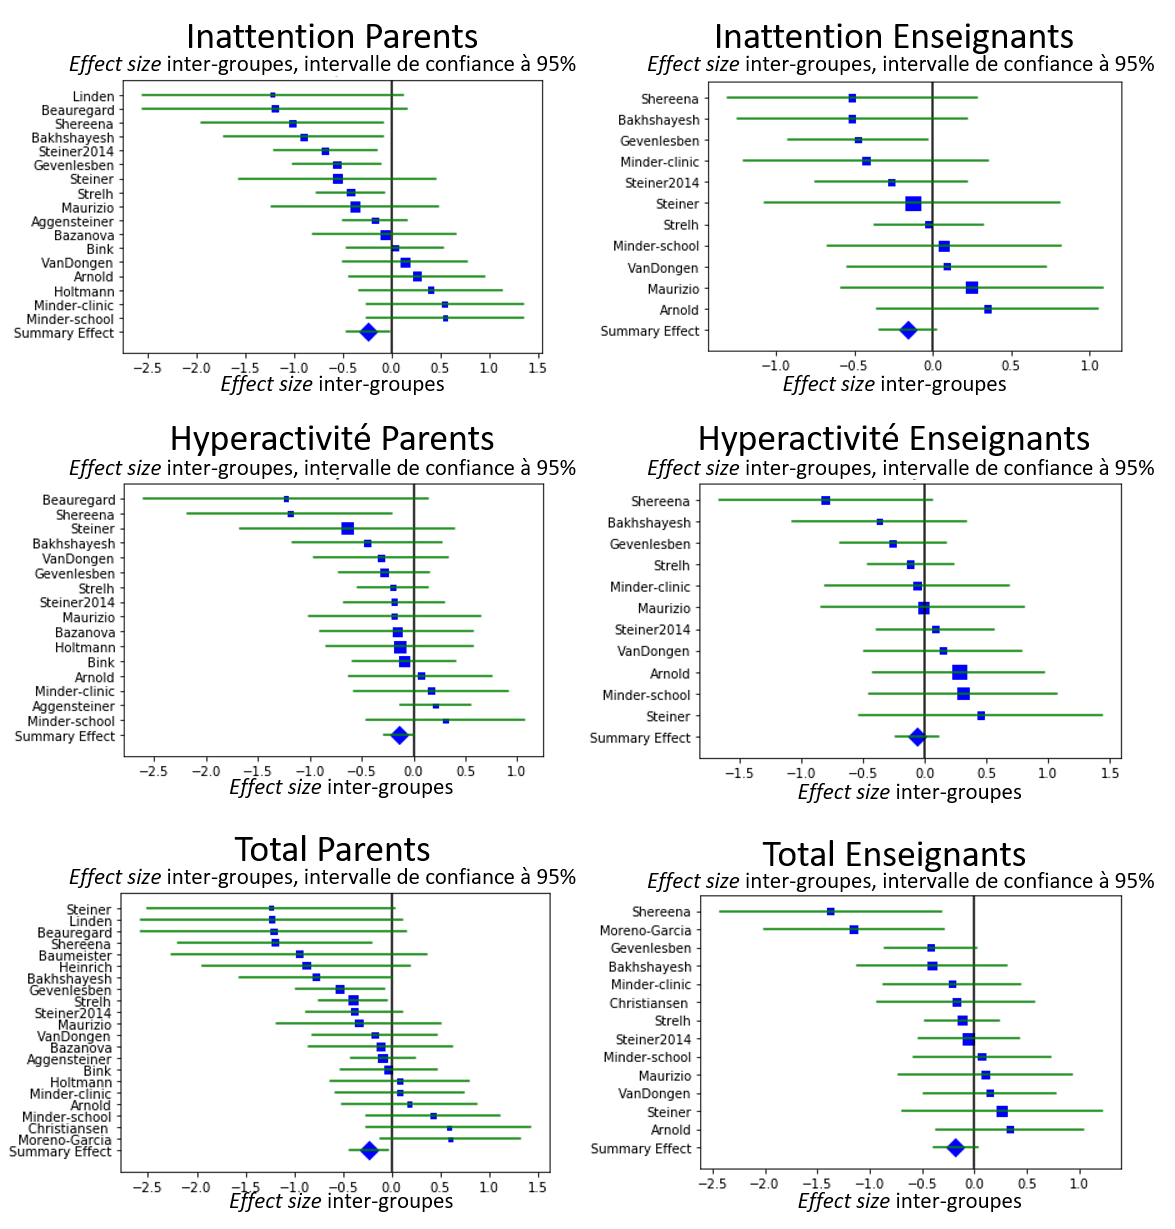 Inattention Parents
Effect size inter-groupes, intervalle de confiance à 95%
Linden
Beauregard
Shereena
Bakhshayesh
Steiner2014
Gevenlesben
Steiner
Strelh
Maurizio
Aggensteiner
Bazanova
Bink
VanDongen
Arnold
Holtmann
Minder-clinic
Minder-school
Summary Effect
−2.5 −2.0 −1.5 −1.0 −0.5 0.0 0.5 1.0 1.5
Effect size inter-groupes
Inattention Enseignants
Effect size inter-groupes, intervalle de confiance à 95%
Shereena
Bakhshayesh
Gevenlesben
Minder-clinic
Steiner2014
Steiner
Strelh
Minder-school
VanDongen
Maurizio
Arnold
Summary Effect
−1.0 −0.5 0.0 0.5 1.0
Effect size inter-groupes
Hyperactivité Parents
Effect size inter-groupes, intervalle de confiance à 95%
Beauregard
Shereena
Steiner
Bakhshayesh
VanDongen
Gevenlesben
Strelh
Steiner2014
Maurizio
Bazanova
Holtmann
Bink
Arnold
Minder-clinic
Aggensteiner
Minder-school
Summary Effect
−2.5 −2.0 −1.5 −1.0 −0.5 0.0 0.5 1.0
Effect size inter-groupes
Hyperactivité Enseignants
Effect size inter-groupes, intervalle de confiance à 95%
Shereena
Bakhshayesh
Gevenlesben
Strelh
Minder-clinic
Maurizio
Steiner2014
VanDongen
Arnold
Minder-school
Steiner
Summary Effect
−1.5 −1.0 −0.5 0.0 0.5 1.0 1.5
Effect size inter-groupes
Total Parents
Effect size inter-groupes, intervalle de confiance à 95%
Steiner
Linden
Beauregard
Shereena
Baumeister
Heinrich
Bakhshayesh
Gevenlesben
Strelh
Steiner2014
Maurizio
VanDongen
Bazanova
Aggensteiner
Bink
Holtmann
Minder-clinic
Arnold
Minder-school
Christiansen
Moreno-Garcia
Summary Effect
−2.5 −2.0 −1.5 −1.0 −0.5 0.0 0.5 1.0 1.5
Effect size inter-groupes
Total Enseignants
Effect size inter-groupes, intervalle de confiance à 95%
Shereena
Moreno-Garcia
Gevenlesben
Bakhshayesh
Minder-clinic
Christiansen
Strelh
Steiner2014
Minder-school
Maurizio
VanDongen
Steiner
Arnold
Summary Effect
−2.5 −2.0 −1.5 −1.0 −0.5 0.0 0.5 1.0
Effect size inter-groupes